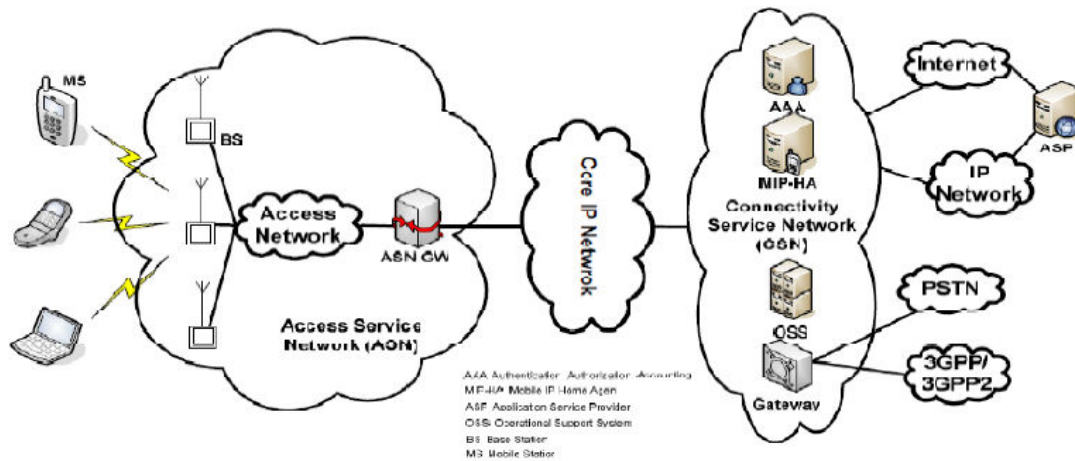 MS
BS
Access
Network
ASN GW
Access Service
Network (ASN)
Core IP Netwrok
AAA
MIP-HA
Connectivity
Service Network
(CSN)
OSS
Gateway
Internet
ASP
IP
Network
PSTN
3GPP/
3GPP2
AAA Authentication Authorization Accounting
MIP-HA Mobile IP Home Agen
ASP Application Service Provider
OSS Operational Support System
BS Base Station
MS Mobile Station